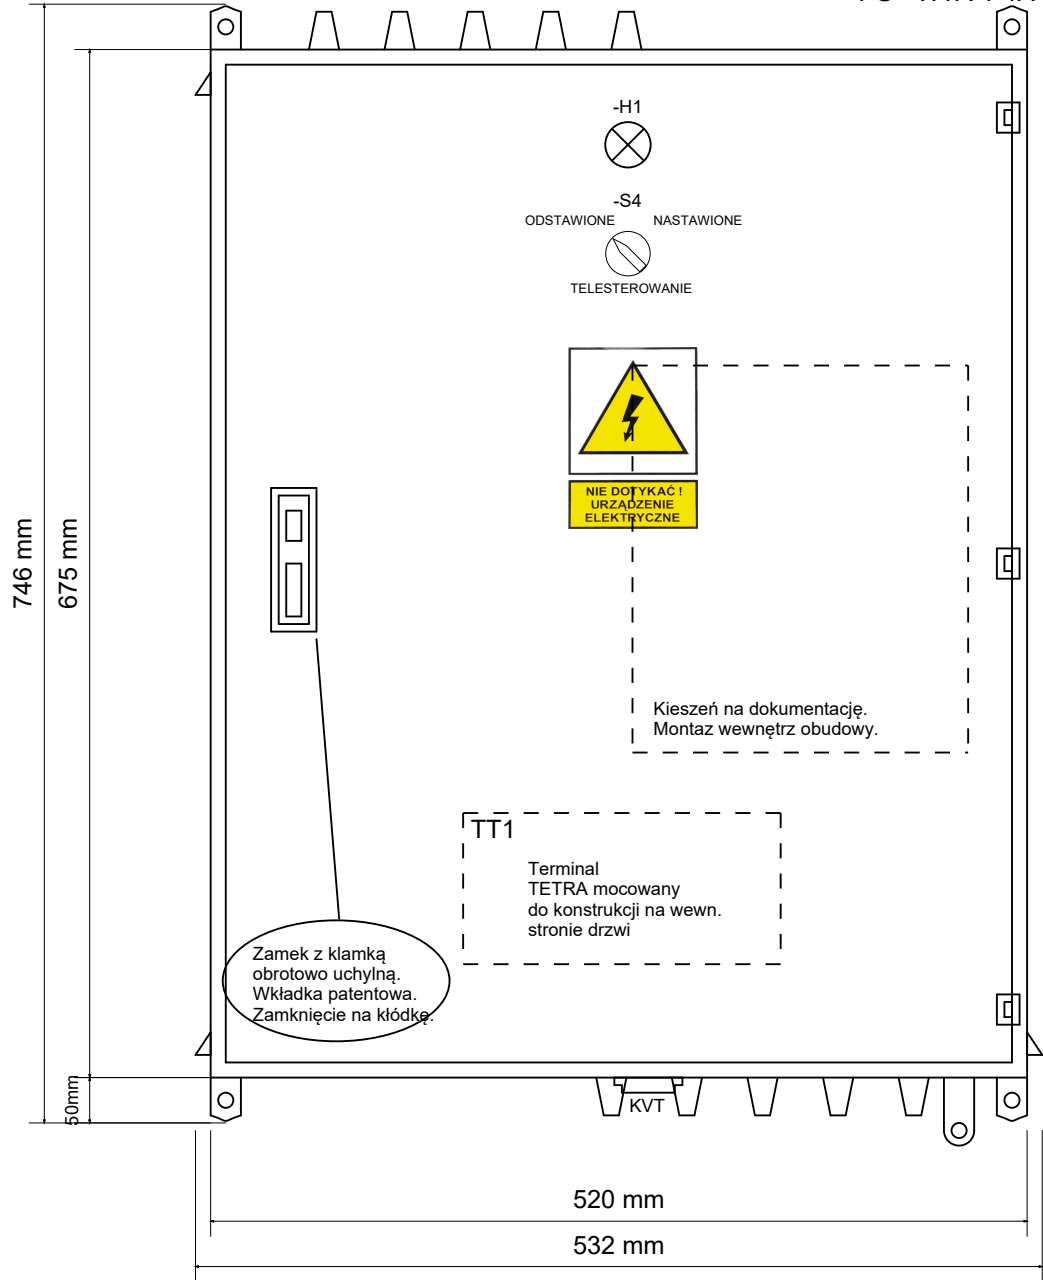 -H1
-S4
ODSTAWIONE NASTAWIONE
TELESTEROWANIE
NIE DOTYKAĆ !
URZĄDZENIE
ELEKTRYCZNE
746 mm
675 mm
Kieszeń na dokumentację.
Montaz wewnętrz obudowy.
TT1
Terminal
TETRA mocowany
do konstrukcji na wewn.
stronie drzwi
Zamek z klamką
obrotowo uchylną.
Wkładka patentowa.
Zamknięcie na kłódkę.
50mm
KVT
520 mm
532 mm